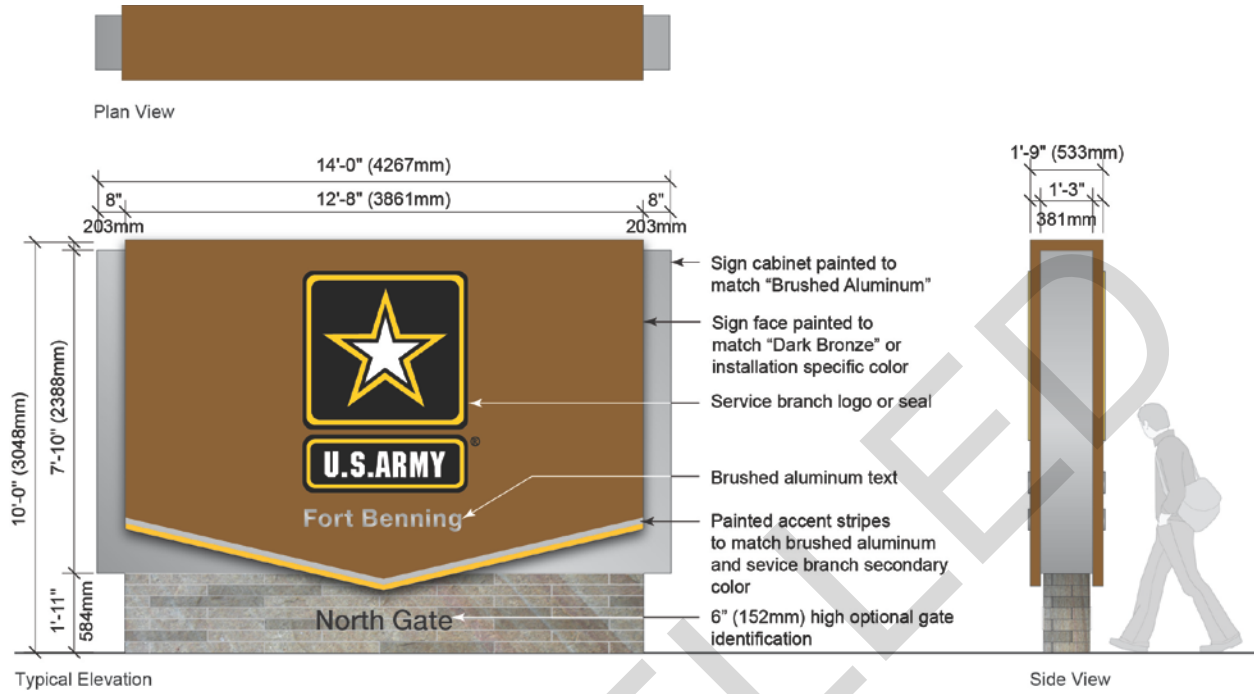 Plan View
14'-0" (4267mm)
8"
12'-8" (3861mm)
8"
203mm
203mm
1'-9" (533mm)
1'-3"
381mm
10'-0" (3048mm)
7'-10" (2388mm)
1'-11"
584mm
U.S.ARMY
®
Fort Benning
North Gate
Sign cabinet painted to
match “Brushed Aluminum”
Sign face painted to
match “Dark Bronze” or
installation specific color
Service branch logo or seal
Brushed aluminum text
Painted accent stripes
to match brushed aluminum
and sevice branch secondary
color
6” (152mm) high optional gate
identification
Typical Elevation
Side View
ELLED